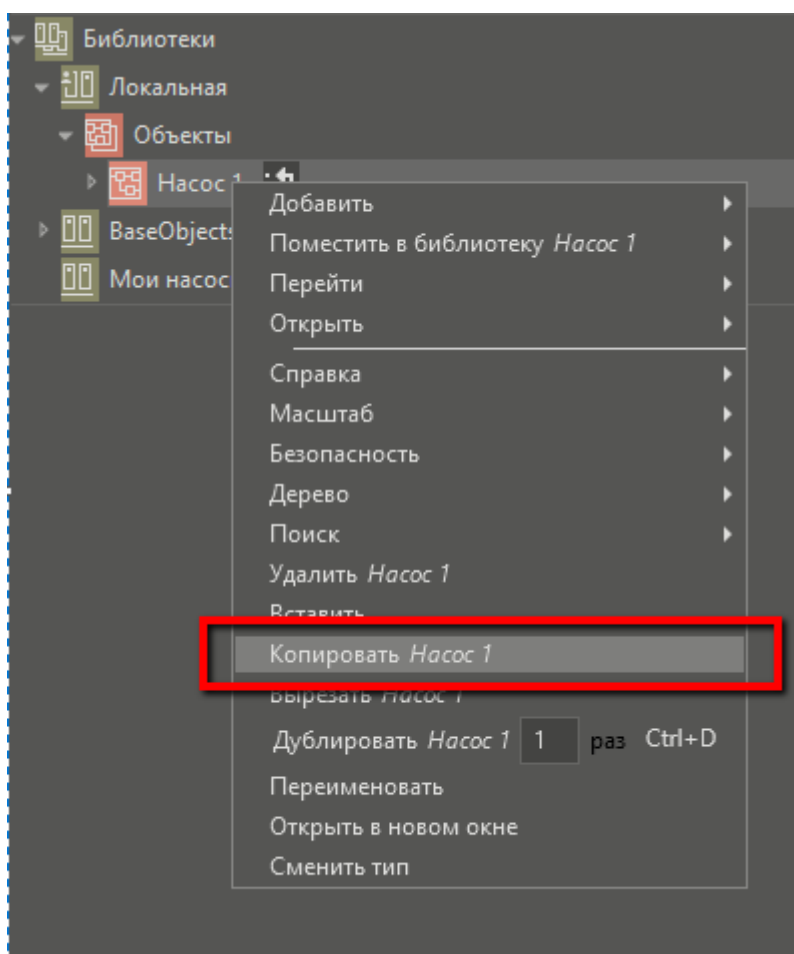 Библиотеки
Локальная
Объекты
Насос 1
BaseObjects
Мои насос
Добавить
Поместить в библиотеку Насос 1
Перейти
Открыть
Справка
Масштаб
Безопасность
Дерево
Поиск
Удалить Насос 1
Вставить
Копировать Насос 1
Вырезать Насос 1
Дублировать Насос 1 1 раз Ctrl+D
Переименовать
Открыть в новом окне
Сменить тип